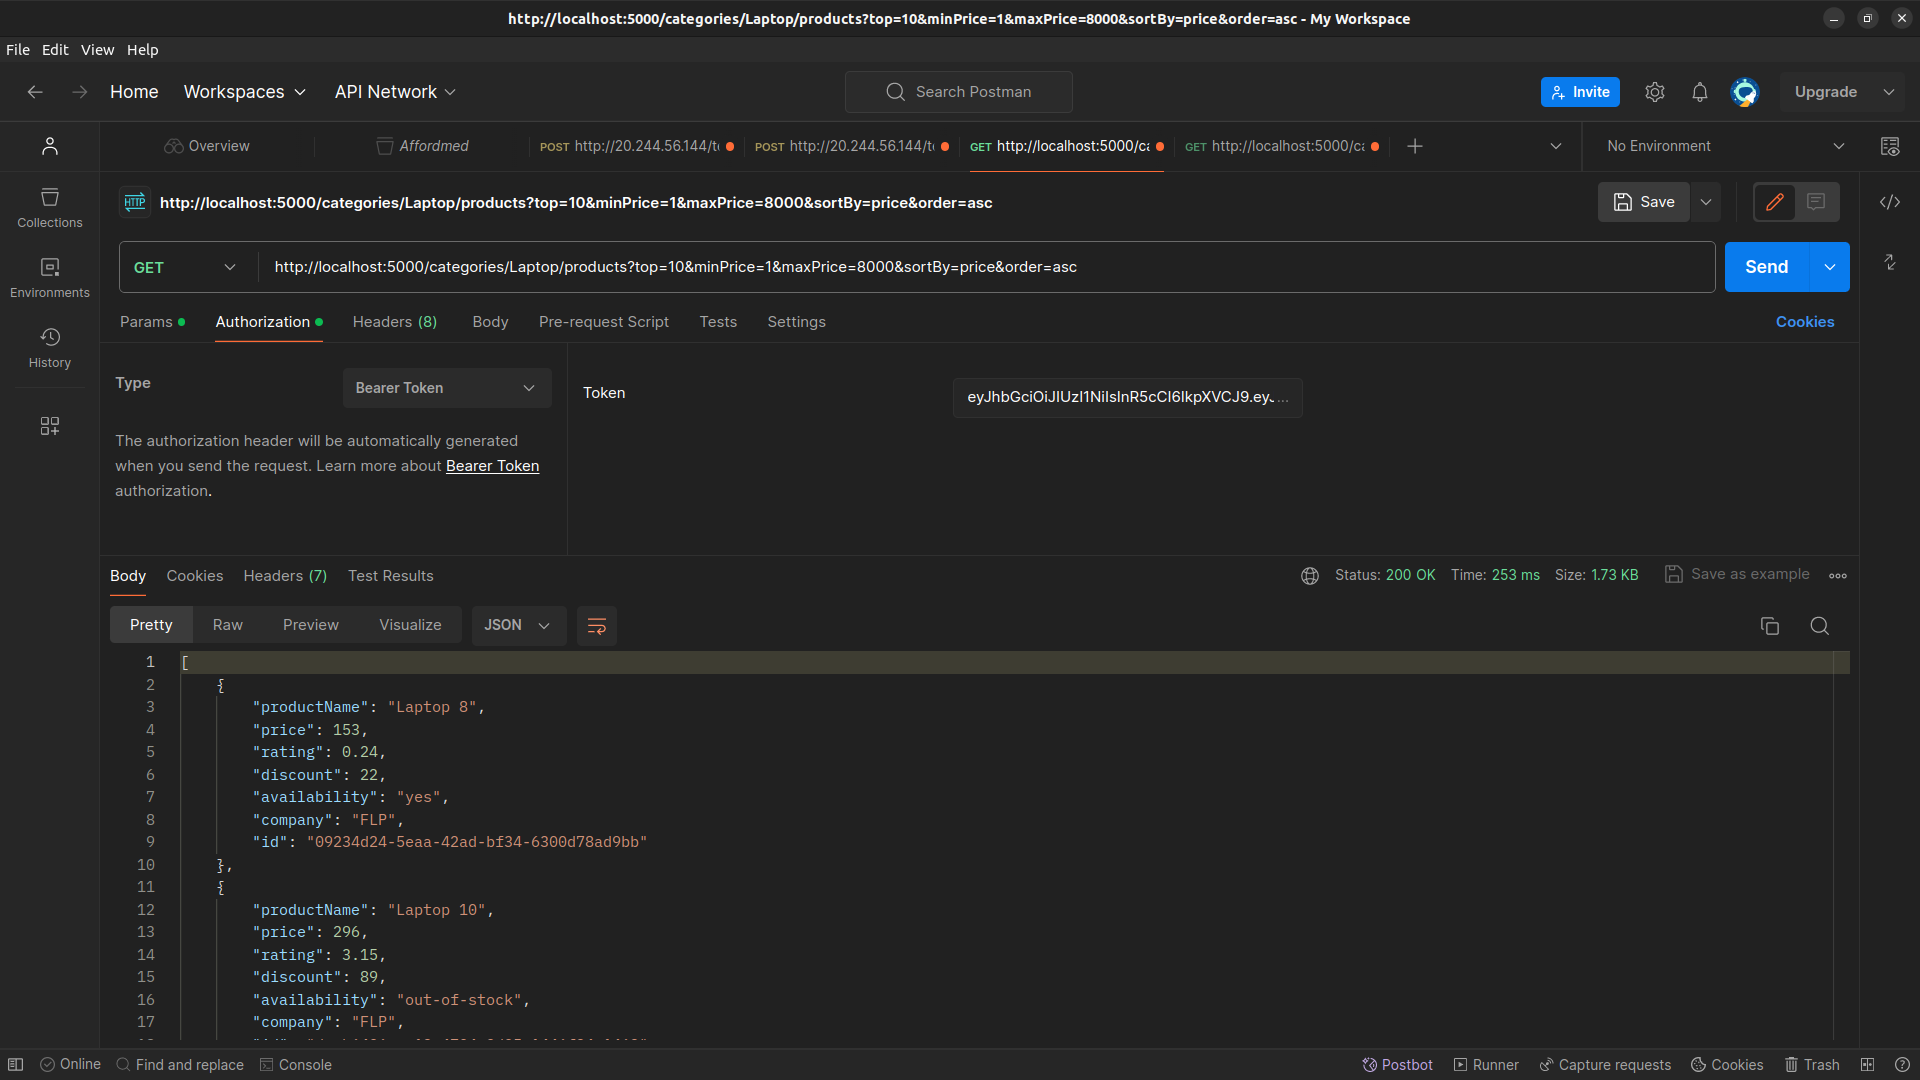 http://localhost:5000/categories/Laptop/products?top=10&minPrice=1&maxPrice=8000&sortBy=price&order=asc - My Workspace
File Edit View Help
Home Workspaces API Network Search Postman Invite Upgrade
Overview Affordmed POST http://20.244.56.144/t POST http://20.244.56.144/t GET http://localhost:5000/ca GET http://localhost:5000/ca No Environment
HTTP http://localhost:5000/categories/Laptop/products?top=10&minPrice=1&maxPrice=8000&sortBy=price&order=asc Save
Collections
GET http://localhost:5000/categories/Laptop/products?top=10&minPrice=1&maxPrice=8000&sortBy=price&order=asc Send
Environments
Params Authorization Headers (8) Body Pre-request Script Tests Settings Cookies
History
Type Bearer Token Token eyJhbGciOiJIUzI1NiIsInR5cCI6IkpXVCJ9.eyJ...
The authorization header will be automatically generated
when you send the request. Learn more about Bearer Token
authorization.
Body Cookies Headers (7) Test Results Status: 200 OK Time: 253 ms Size: 1.73 KB Save as example
Pretty Raw Preview Visualize JSON
1 [
2 {
3 "productName": "Laptop 8",
4 "price": 153,
5 "rating": 0.24,
6 "discount": 22,
7 "availability": "yes",
8 "company": "FLP",
9 "id": "09234d24-5eaa-42ad-bf34-6300d78ad9bb"
10 },
11 {
12 "productName": "Laptop 10",
13 "price": 296,
14 "rating": 3.15,
15 "discount": 89,
16 "availability": "out-of-stock",
17 "company": "FLP",
Online Find and replace Console Postbot Runner Capture requests Cookies Trash